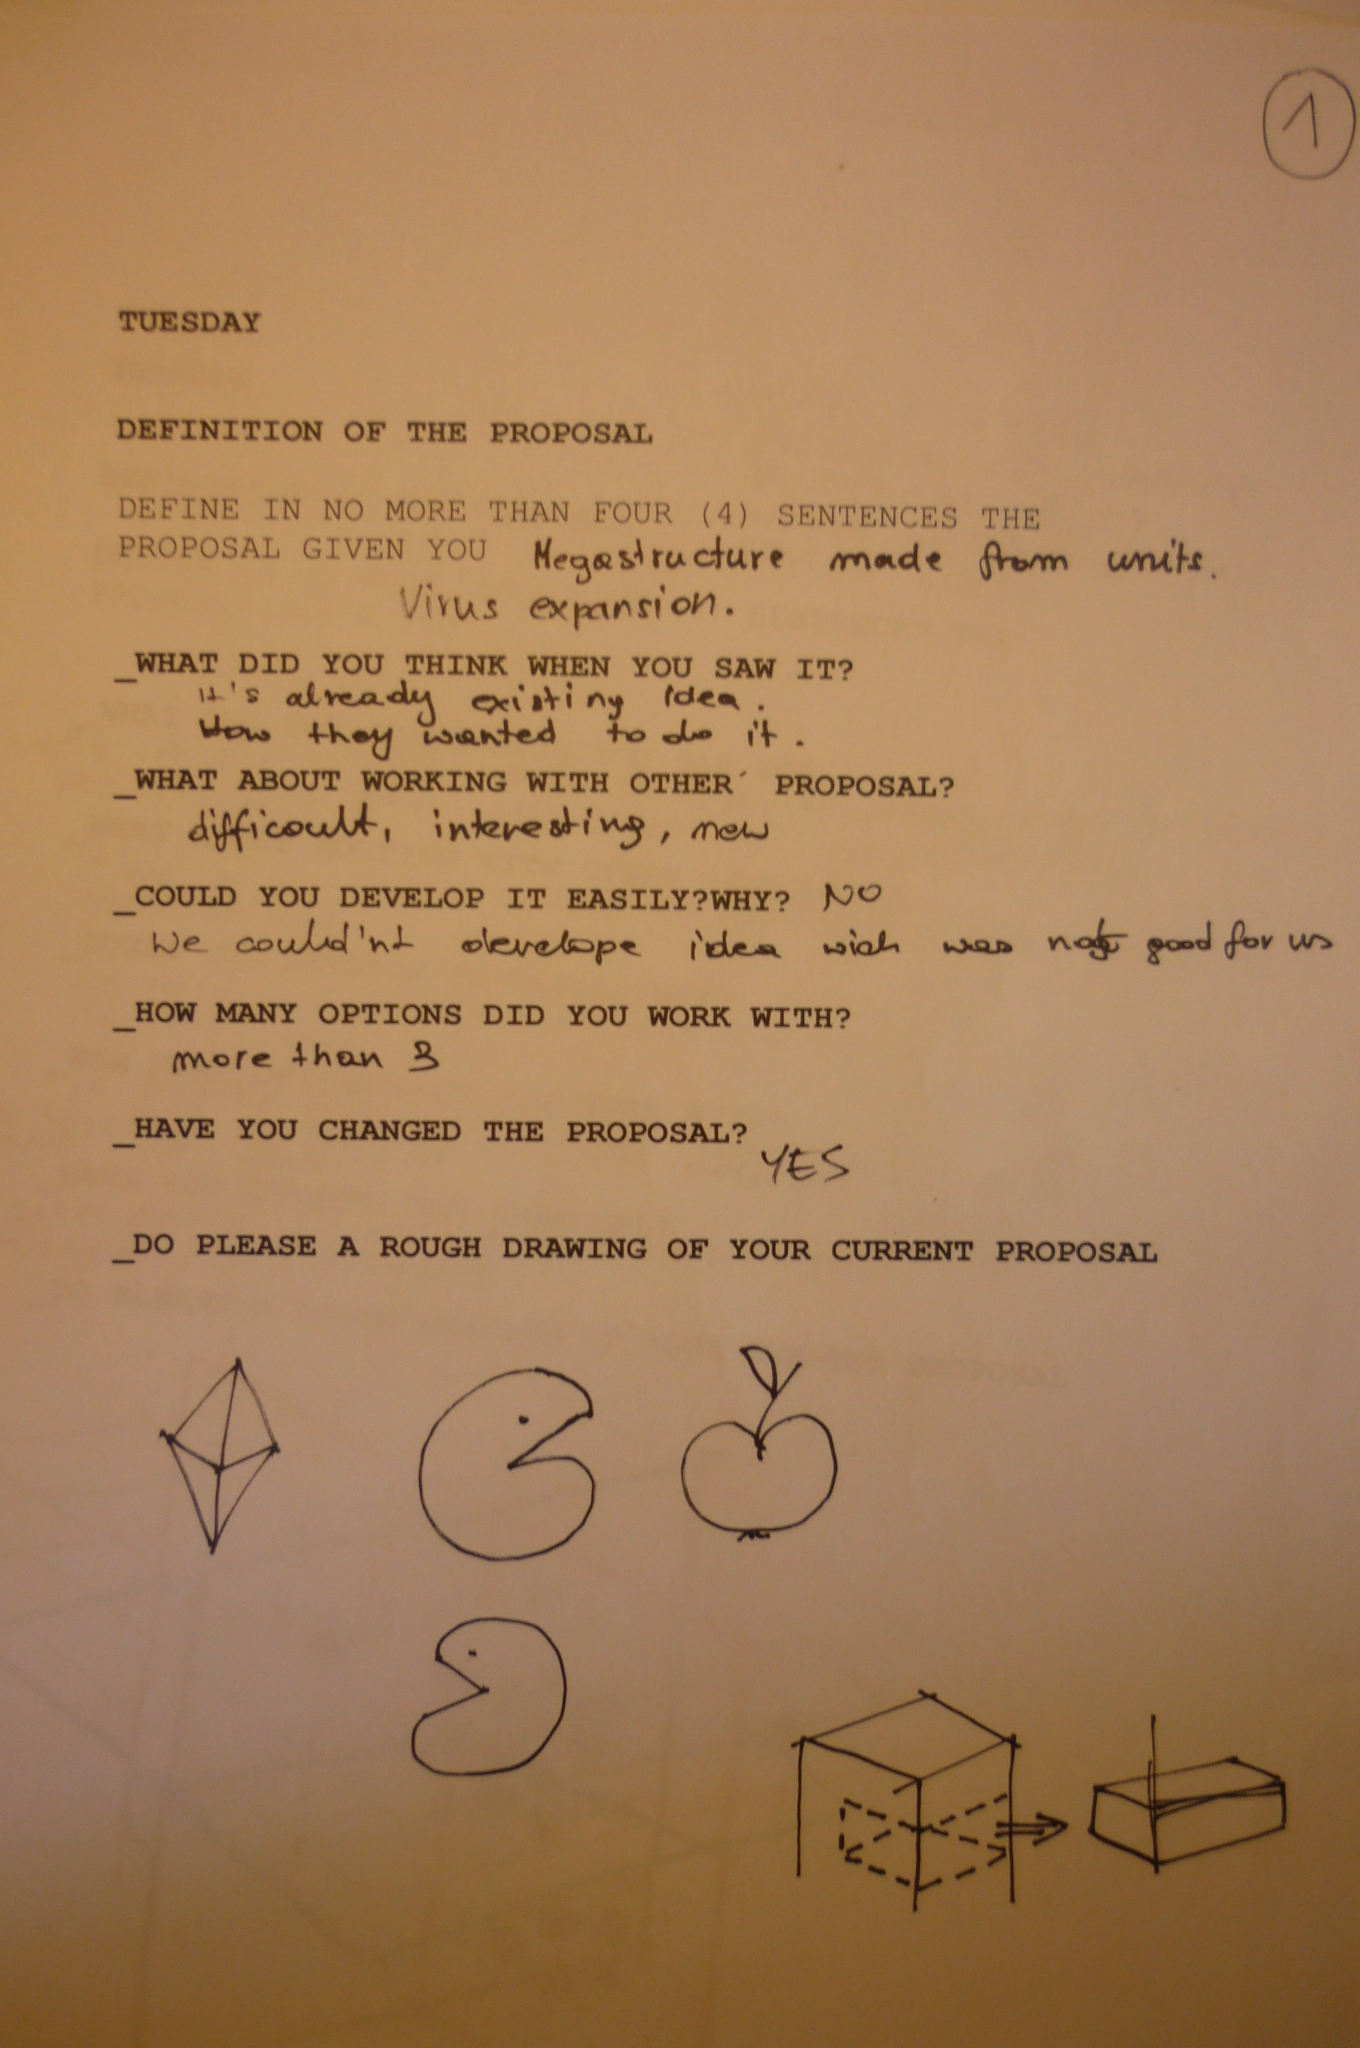 1
TUESDAY
DEFINITION OF THE PROPOSAL
DEFINE IN NO MORE THAN FOUR (4) SENTENCES THE
PROPOSAL GIVEN YOU Megastructure made from units.
Virus expansion.
_WHAT DID YOU THINK WHEN YOU SAW IT?
It's already existing idea.
How they wanted to do it.
_WHAT ABOUT WORKING WITH OTHER´ PROPOSAL?
difficoult, interesting, new
_COULD YOU DEVELOP IT EASILY?WHY? NO
We could'nt develope idea wich was not good for us
_HOW MANY OPTIONS DID YOU WORK WITH?
more than 3
_HAVE YOU CHANGED THE PROPOSAL?
YES
_DO PLEASE A ROUGH DRAWING OF YOUR CURRENT PROPOSAL